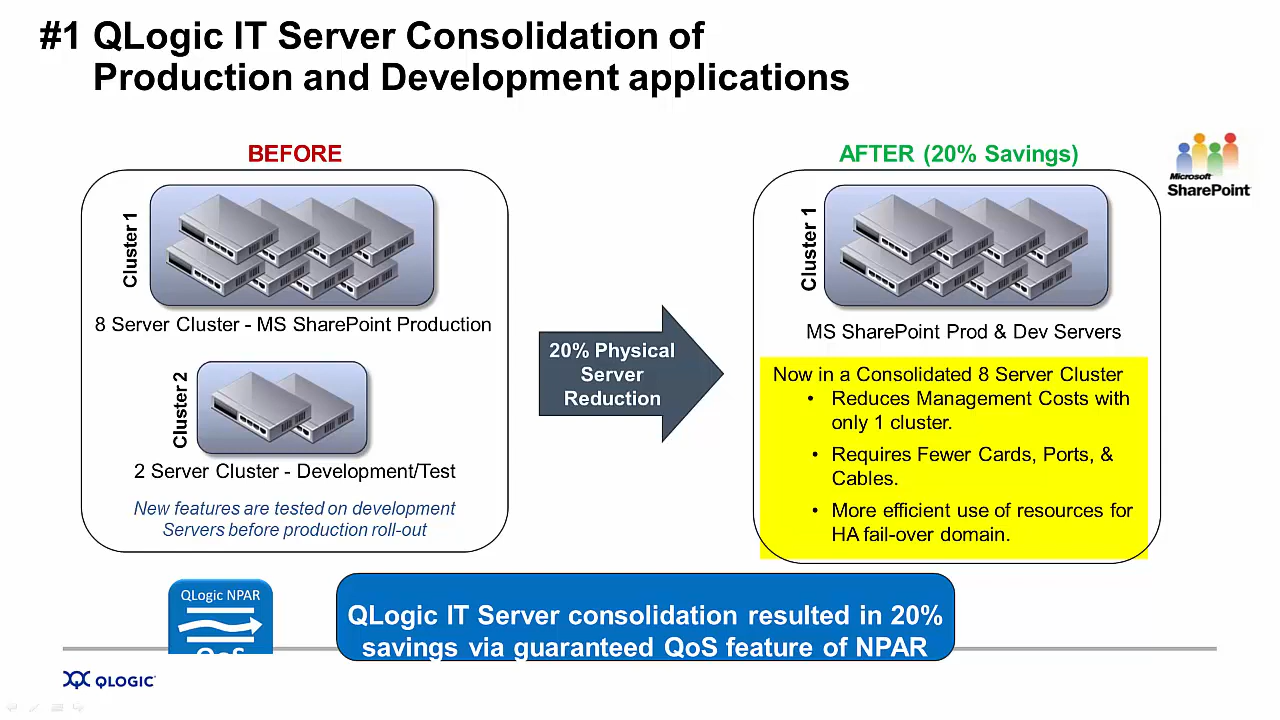 #1 QLogic IT Server Consolidation of
Production and Development applications
BEFORE
Cluster 1
8 Server Cluster - MS SharePoint Production
Cluster 2
2 Server Cluster - Development/Test
New features are tested on development
Servers before production roll-out
20% Physical
Server
Reduction
AFTER (20% Savings)
Microsoft
SharePoint
Cluster 1
MS SharePoint Prod & Dev Servers
Now in a Consolidated 8 Server Cluster
• Reduces Management Costs with
only 1 cluster.
• Requires Fewer Cards, Ports, &
Cables.
• More efficient use of resources for
HA fail-over domain.
QLogic NPAR
QoS
QLogic IT Server consolidation resulted in 20%
savings via guaranteed QoS feature of NPAR
QLOGIC